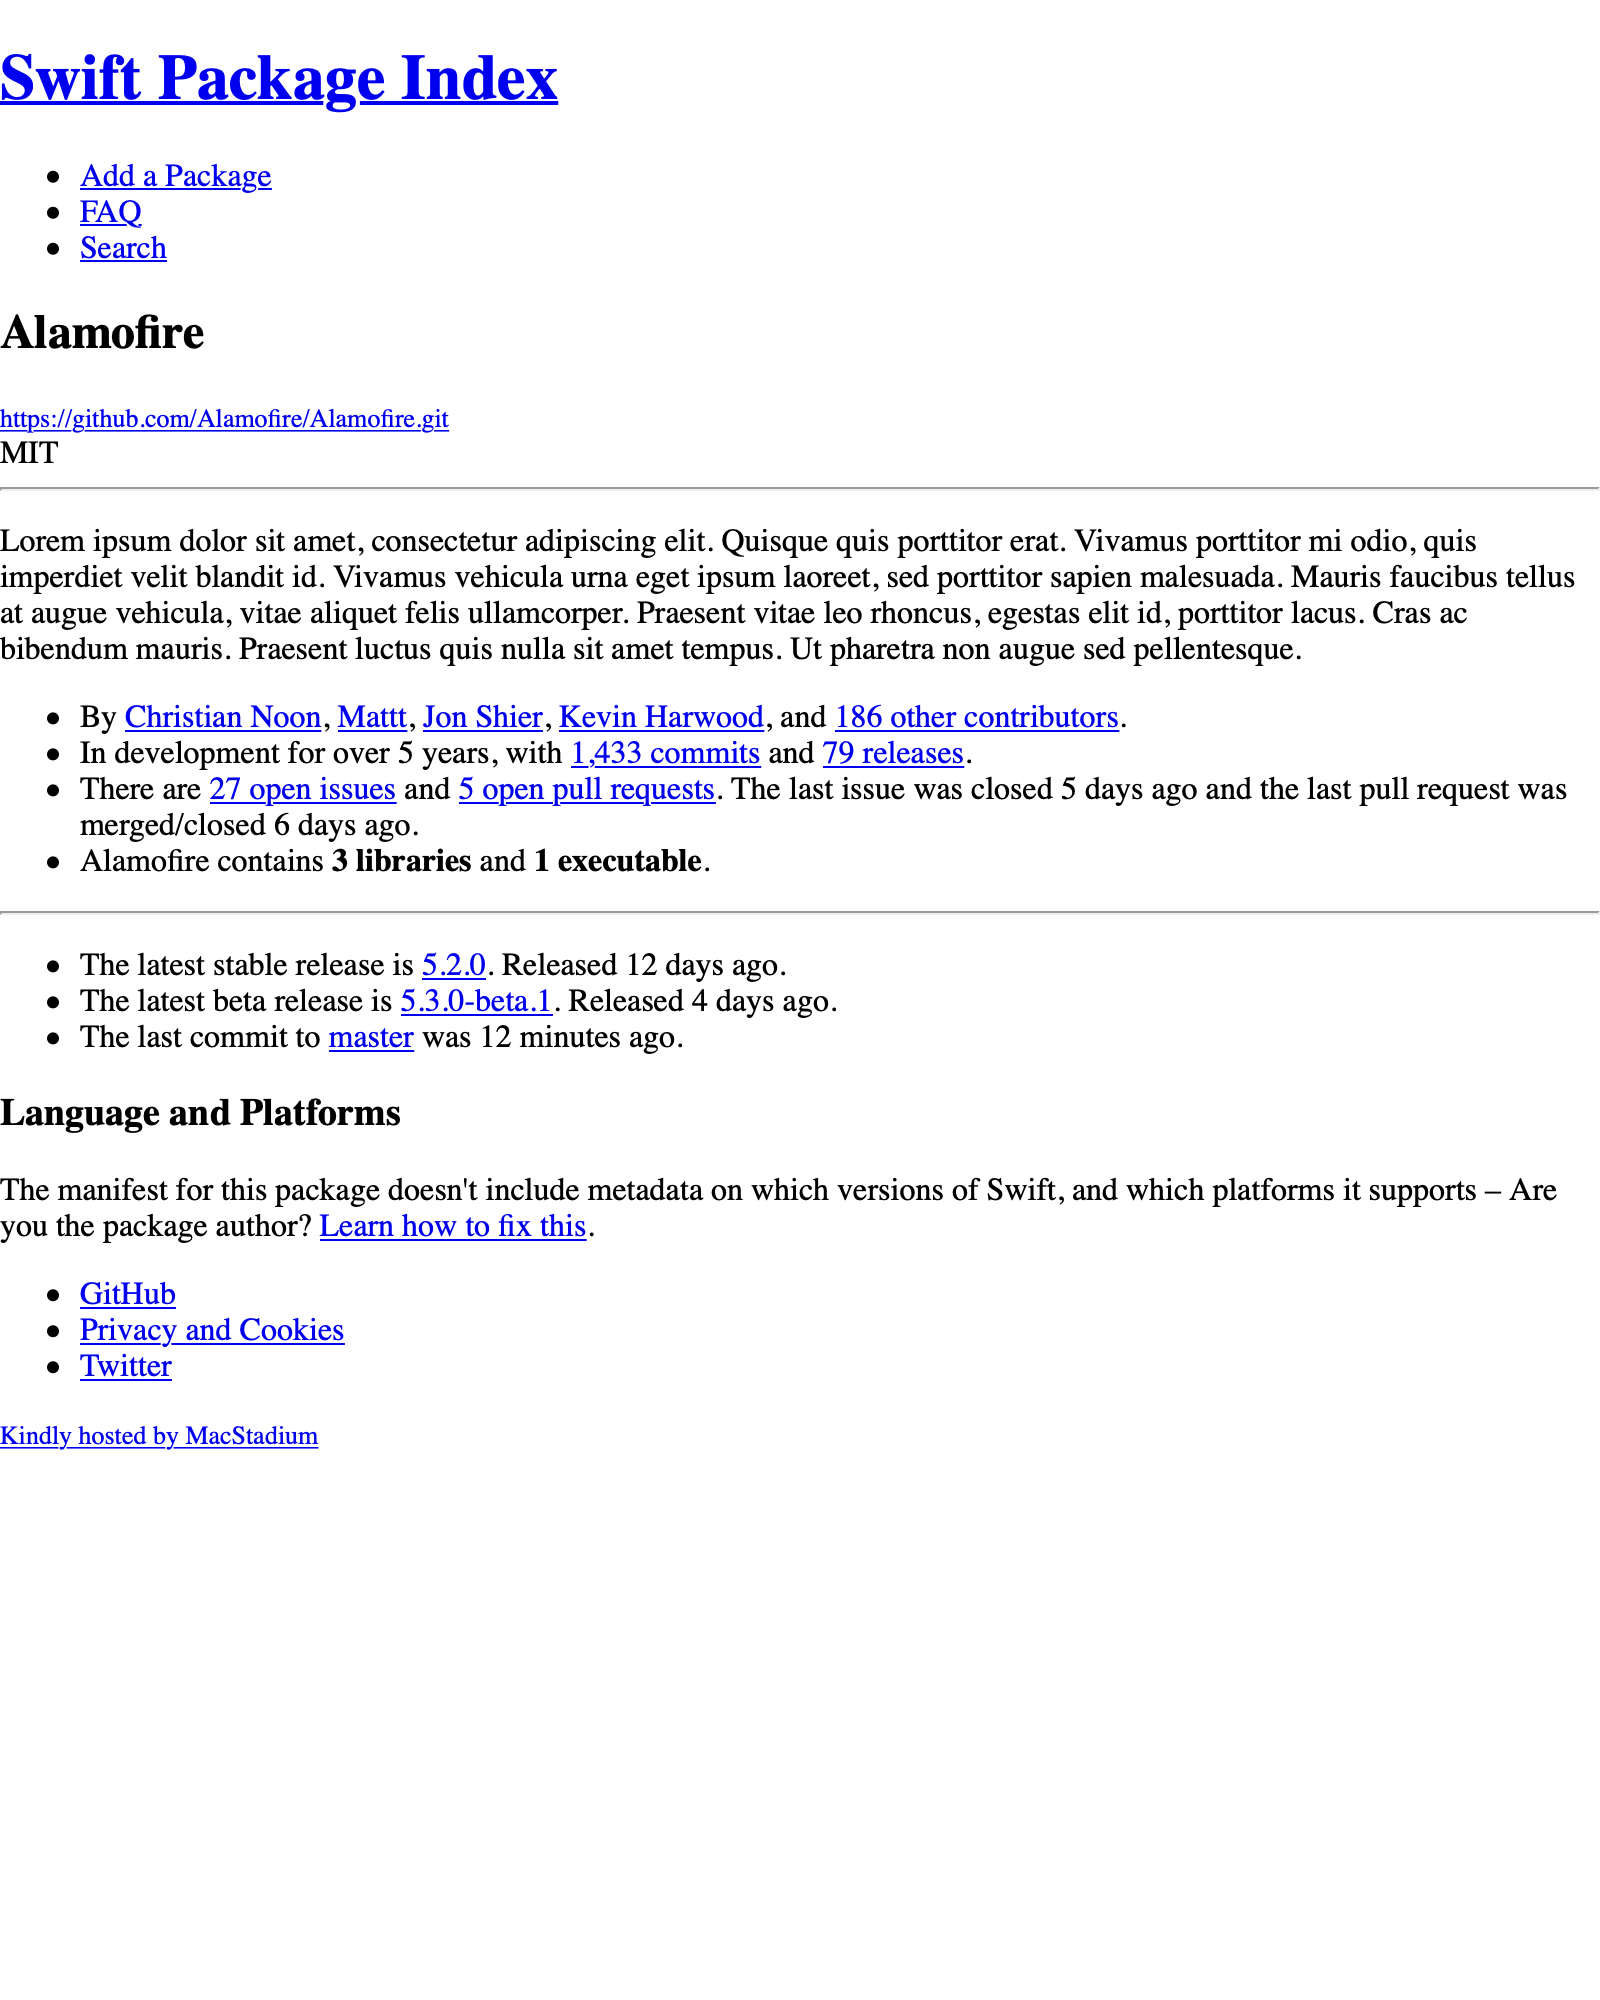 Swift Package Index
Add a Package
FAQ
Search
Alamofire
https://github.com/Alamofire/Alamofire.git
MIT
Lorem ipsum dolor sit amet, consectetur adipiscing elit. Quisque quis porttitor erat. Vivamus porttitor mi odio, quis
imperdiet velit blandit id. Vivamus vehicula urna eget ipsum laoreet, sed porttitor sapien malesuada. Mauris faucibus tellus
at augue vehicula, vitae aliquet felis ullamcorper. Praesent vitae leo rhoncus, egestas elit id, porttitor lacus. Cras ac
bibendum mauris. Praesent luctus quis nulla sit amet tempus. Ut pharetra non augue sed pellentesque.
By Christian Noon, Mattt, Jon Shier, Kevin Harwood, and 186 other contributors.
In development for over 5 years, with 1,433 commits and 79 releases.
There are 27 open issues and 5 open pull requests. The last issue was closed 5 days ago and the last pull request was
merged/closed 6 days ago.
Alamofire contains 3 libraries and 1 executable.
The latest stable release is 5.2.0. Released 12 days ago.
The latest beta release is 5.3.0-beta.1. Released 4 days ago.
The last commit to master was 12 minutes ago.
Language and Platforms
The manifest for this package doesn't include metadata on which versions of Swift, and which platforms it supports – Are
you the package author? Learn how to fix this.
GitHub
Privacy and Cookies
Twitter
Kindly hosted by MacStadium